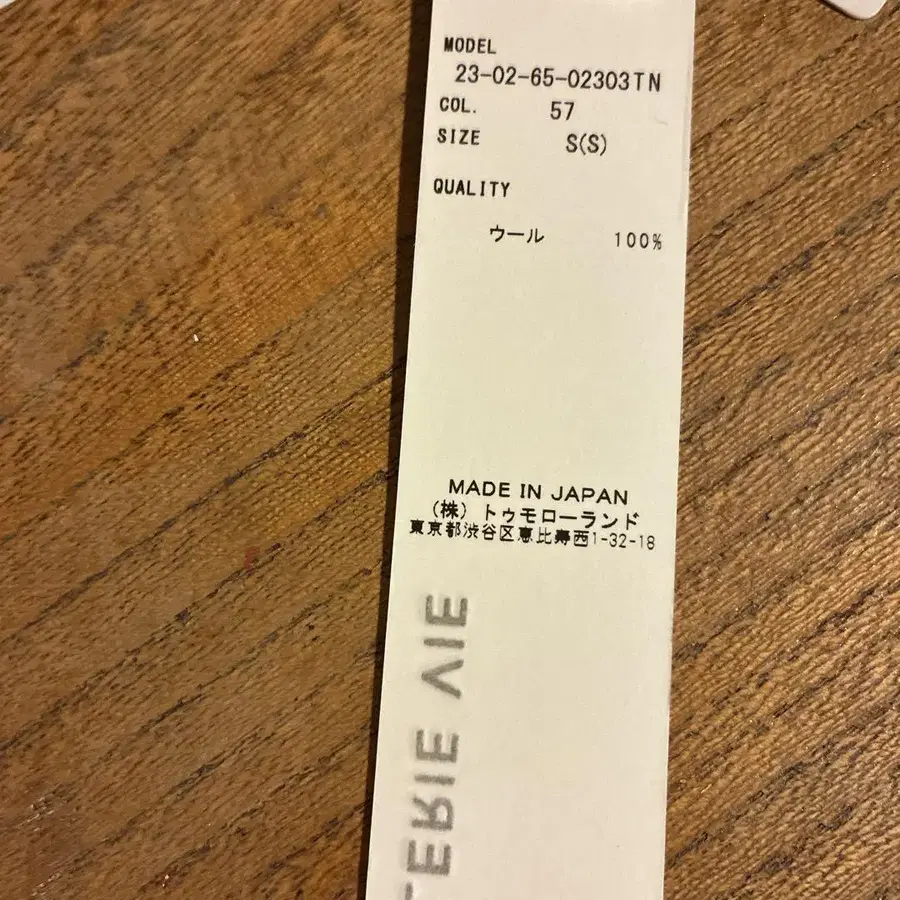 MODEL
23-02-65-02303TN
COL. 57
SIZE S(S)
QUALITY
ウール 100%
MADE IN JAPAN
(株)トゥモローランド
東京都渋谷区恵比寿西1-32-18
LERIE VIE